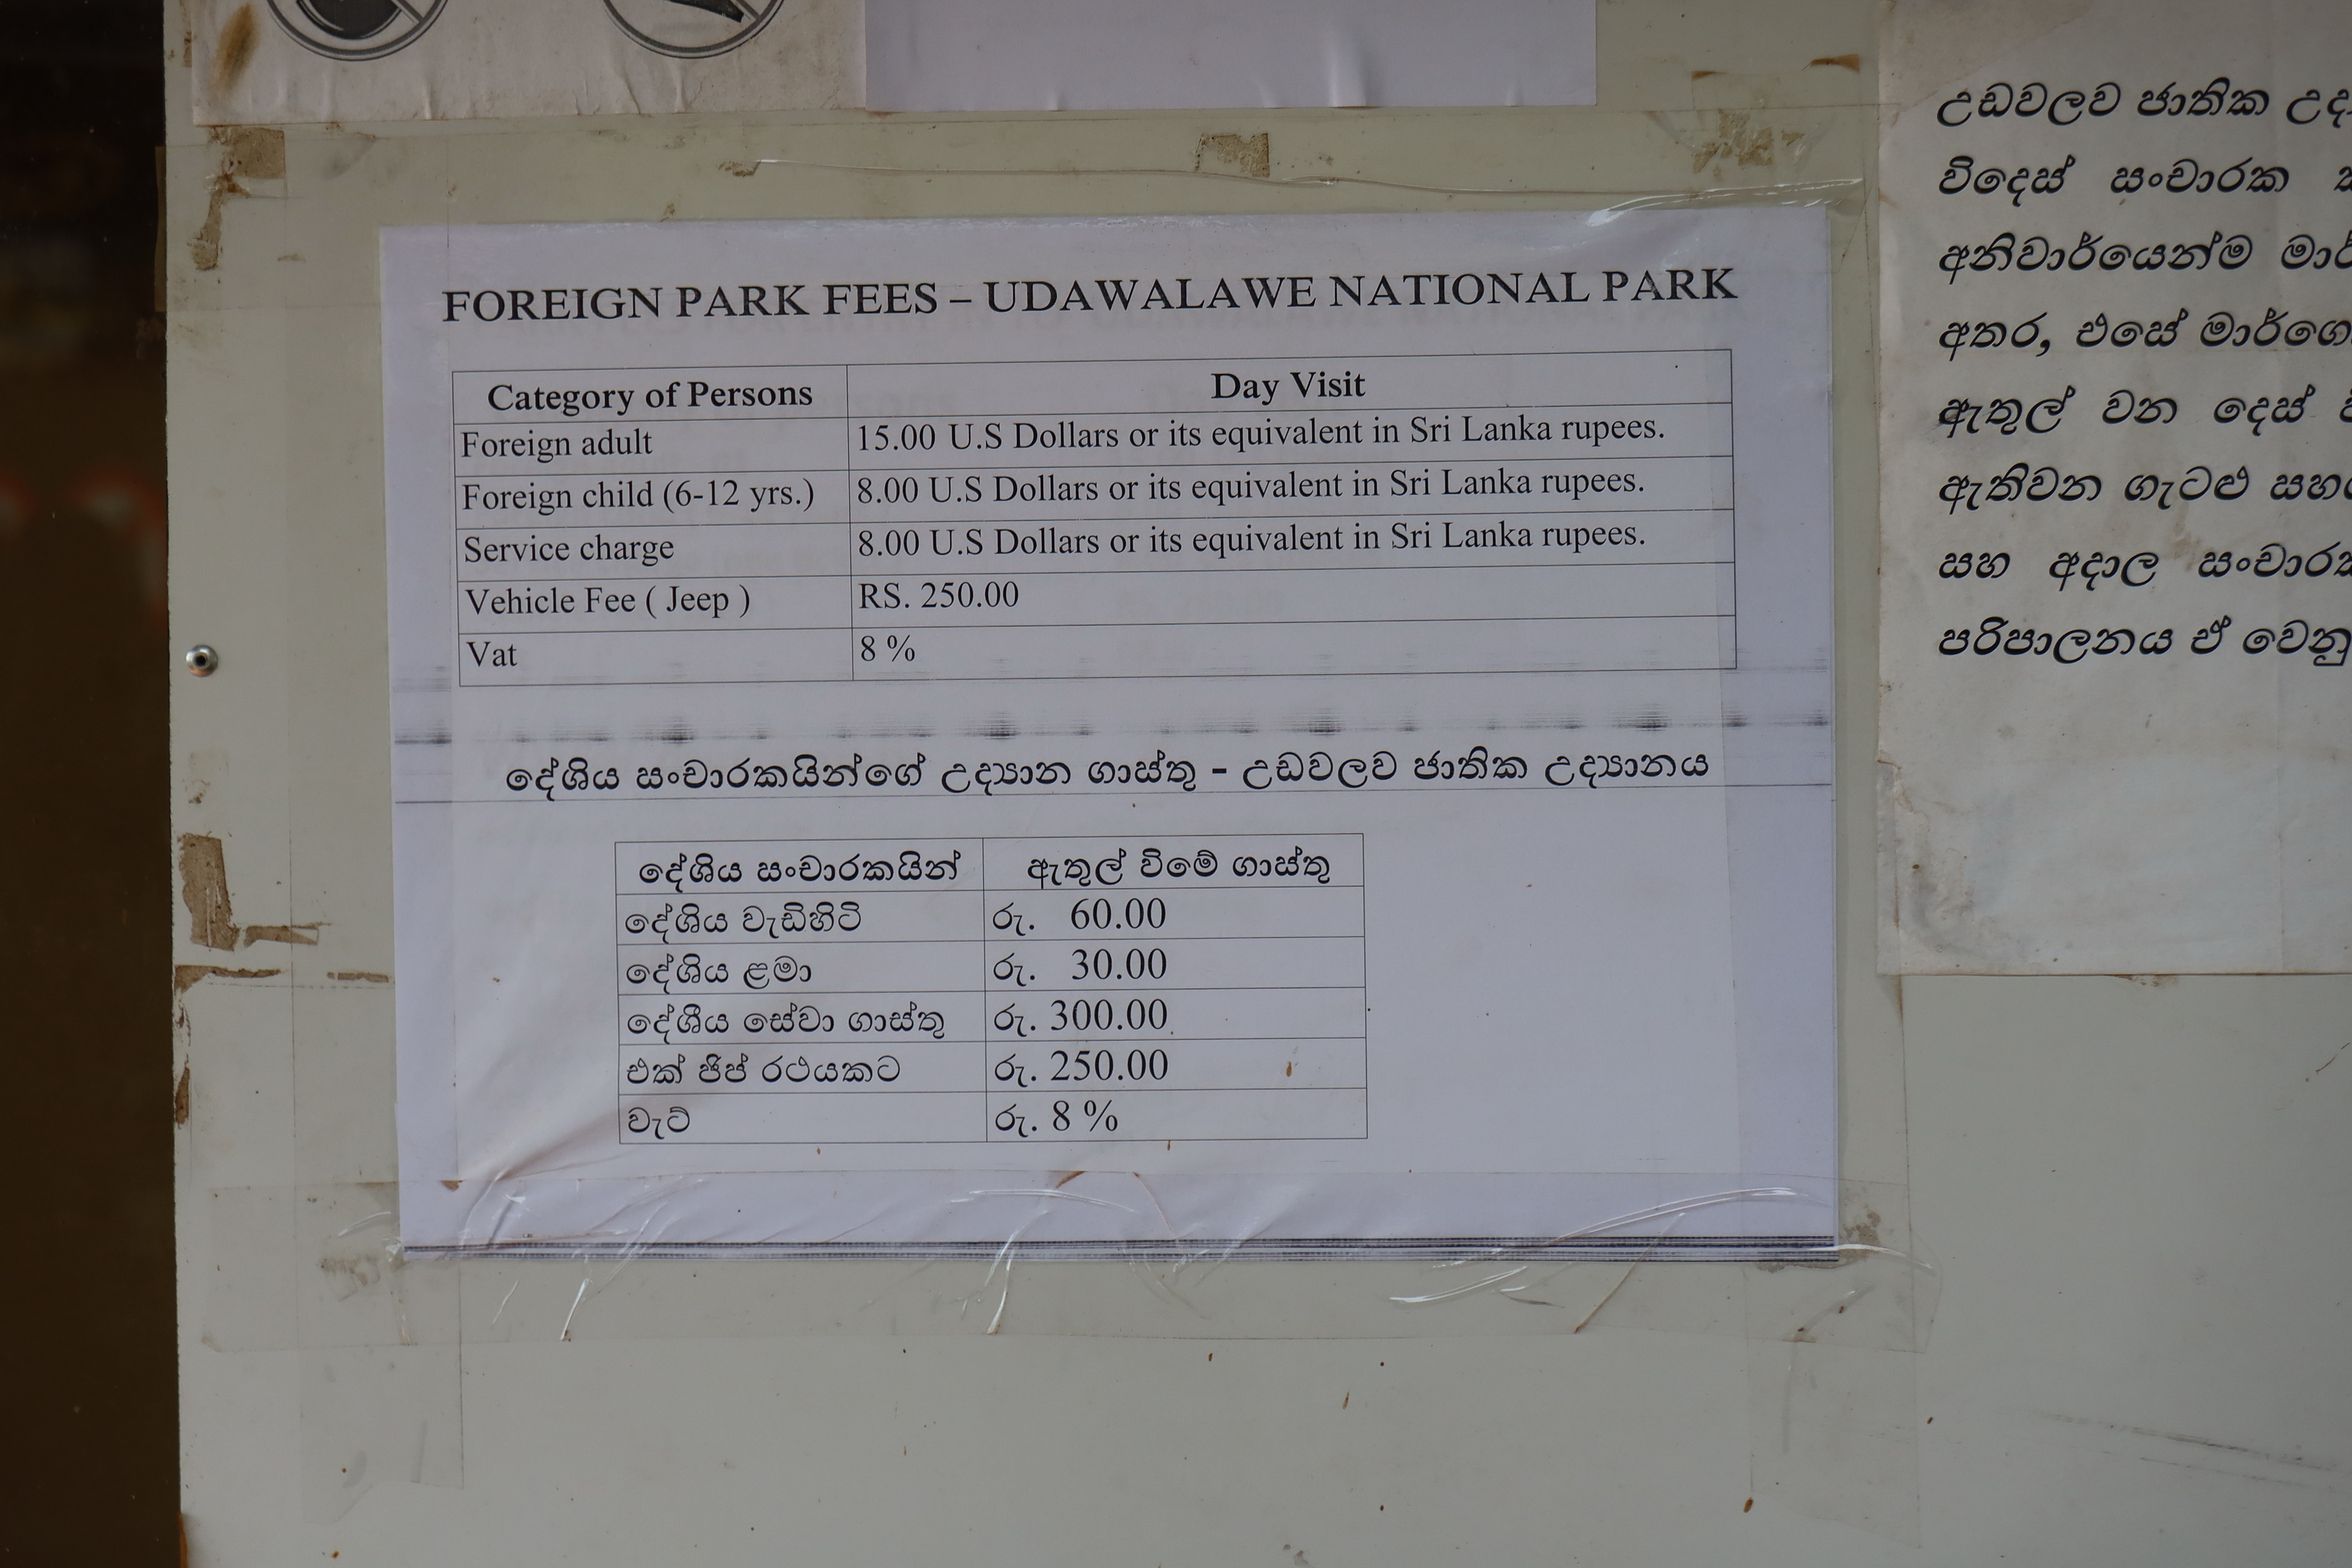 FOREIGN PARK FEES – UDAWALAWE NATIONAL PARK
Category of Persons Day Visit
Foreign adult 15.00 U.S Dollars or its equivalent in Sri Lanka rupees.
Foreign child (6-12 yrs.) 8.00 U.S Dollars or its equivalent in Sri Lanka rupees.
Service charge 8.00 U.S Dollars or its equivalent in Sri Lanka rupees.
Vehicle Fee ( Jeep ) RS. 250.00
Vat 8 %
දේශිය සංචාරකයින්ගේ උද්‍යාන ගාස්තු - උඩවලව ජාතික උද්‍යානය
දේශිය සංචාරකයින් ඇතුල් විමේ ගාස්තු
දේශිය වැඩිහිටි රු. 60.00
දේශිය ළමා රු. 30.00
දේශීය සේවා ගාස්තු රු. 300.00
එක් ජිප් රථයකට රු. 250.00
වැට් රු. 8 %
උඩවලව ජාතික
විදෙස් සංචාරක
අනිවාර්යෙන්ම
අතර, එසේ
ඇතුල් වන දෙස්
ඇතිවන ගැටළු
සහ අදාල
පරිපාලනය ඒ